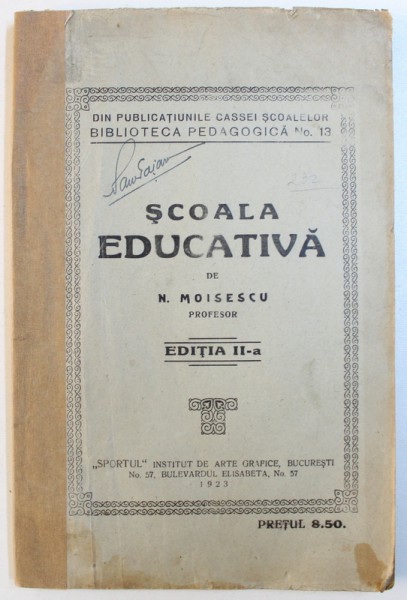 DIN PUBLICAȚIUNILE CASSEI ȘCOALELOR
BIBLIOTECA PEDAGOGICĂ No. 13
ȘCOALA
EDUCATIVĂ
DE
N. MOISESCU
PROFESOR
EDIȚIA II-a
„SPORTUL" INSTITUT DE ARTE GRAFICE, BUCUREȘTI
No. 57, BULEVARDUL ELISABETA, No. 57
1923
PREȚUL 8.50.